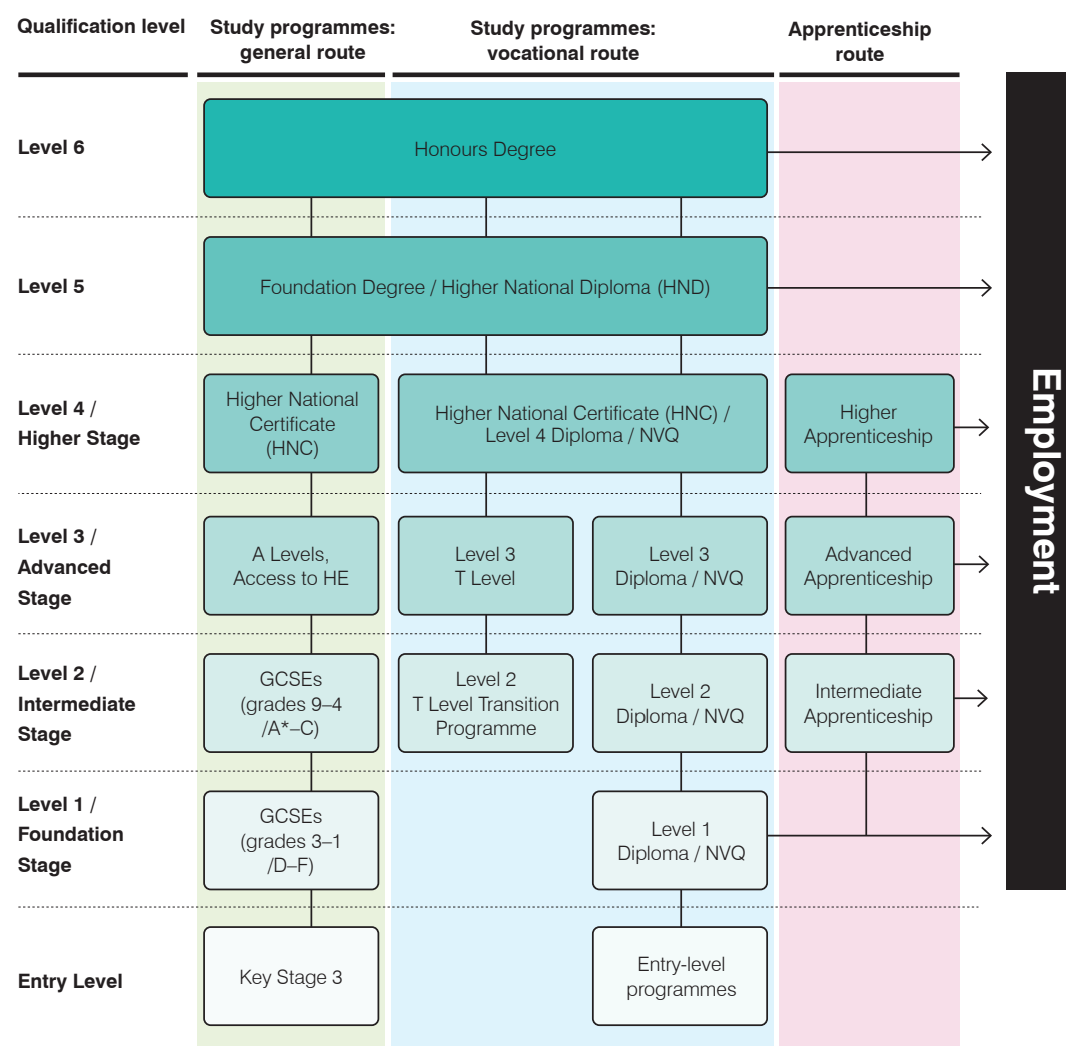 Qualification level
Study programmes:
general route
Study programmes:
vocational route
Apprenticeship
route
Level 6
Honours Degree
Level 5
Foundation Degree / Higher National Diploma (HND)
Level 4 /
Higher Stage
Higher National
Certificate
(HNC)
Higher National Certificate (HNC) /
Level 4 Diploma / NVQ
Higher
Apprenticeship
Level 3 /
Advanced
Stage
A Levels,
Access to HE
Level 3
T Level
Level 3
Diploma / NVQ
Advanced
Apprenticeship
Level 2 /
Intermediate
Stage
GCSEs
(grades 9–4
/A*–C)
Level 2
T Level Transition
Programme
Level 2
Diploma / NVQ
Intermediate
Apprenticeship
Level 1 /
Foundation
Stage
GCSEs
(grades 3–1
/D–F)
Level 1
Diploma / NVQ
Entry Level
Key Stage 3
Entry-level
programmes
Employment